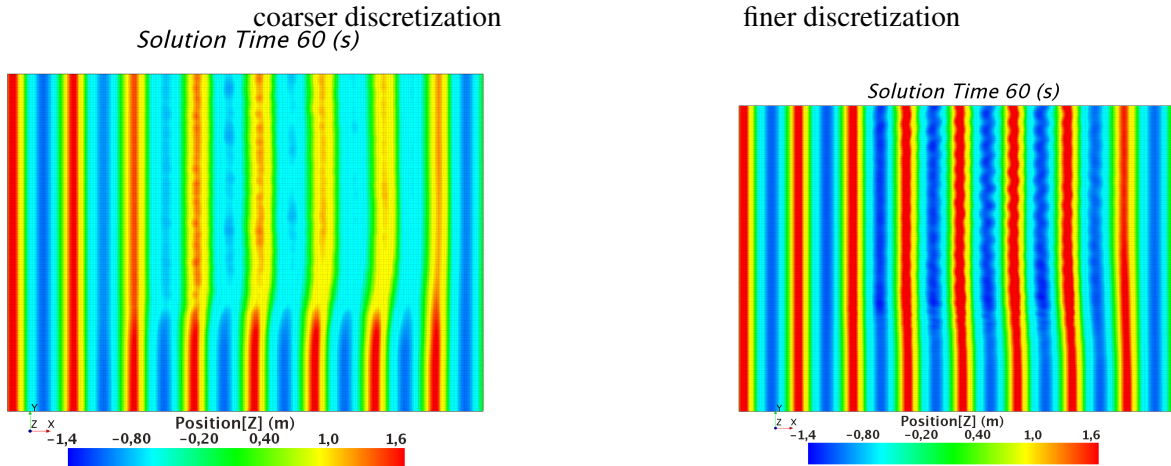 coarser discretization
Solution Time 60 (s)
Y
Z X
Position[Z] (m)
-1,4 -0,80 -0,20 0,40 1,0 1,6
finer discretization
Solution Time 60 (s)
Y
Z X
Position[Z] (m)
-1,4 -0,80 -0,20 0,40 1,0 1,6